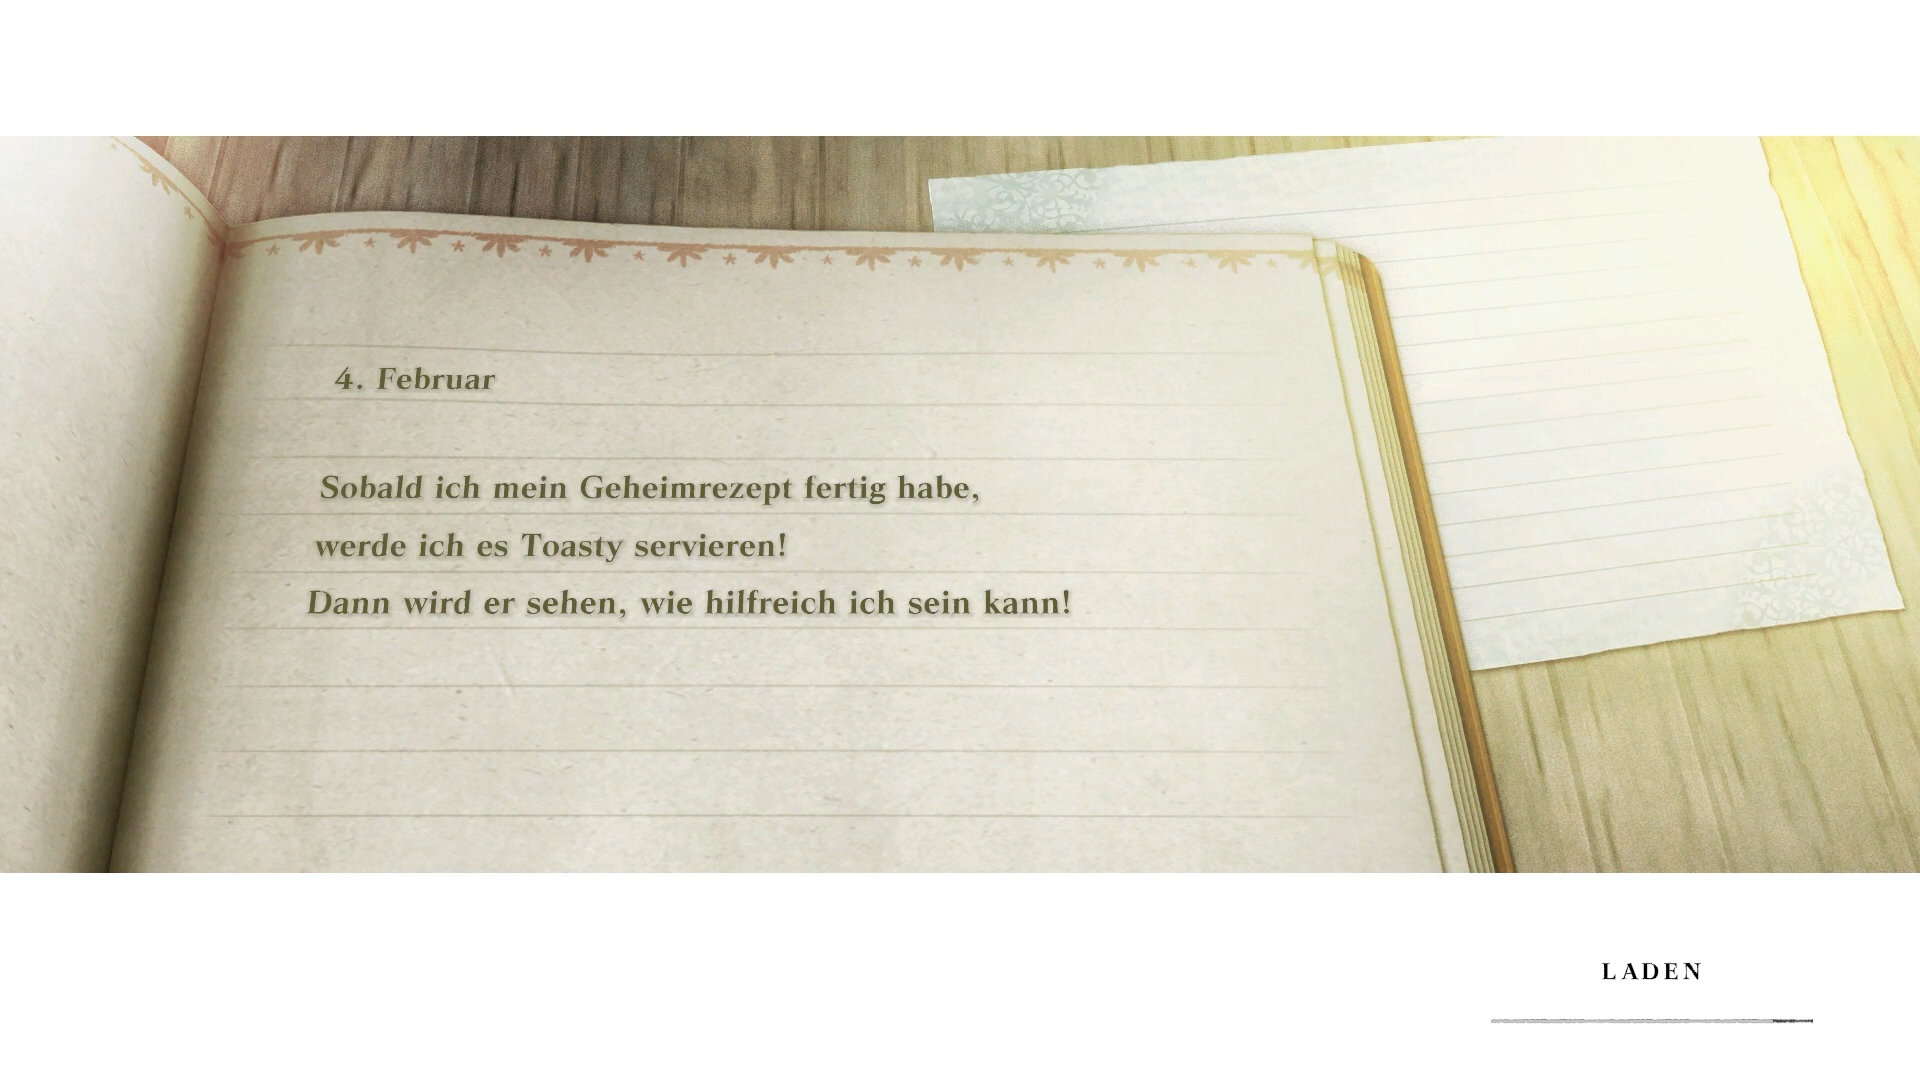 4. Februar
Sobald ich mein Geheimrezept fertig habe,
werde ich es Toasty servieren!
Dann wird er sehen, wie hilfreich ich sein kann!
LADEN